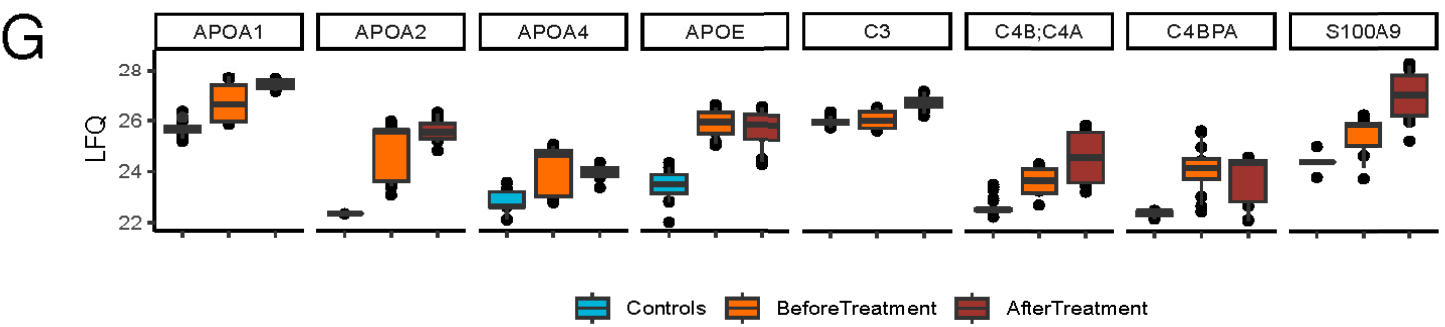 G
APOA1 APOA2 APOA4 APOE C3 C4B;C4A C4BPA S100A9
LFQ
28
26
24
22
Controls BeforeTreatment AfterTreatment